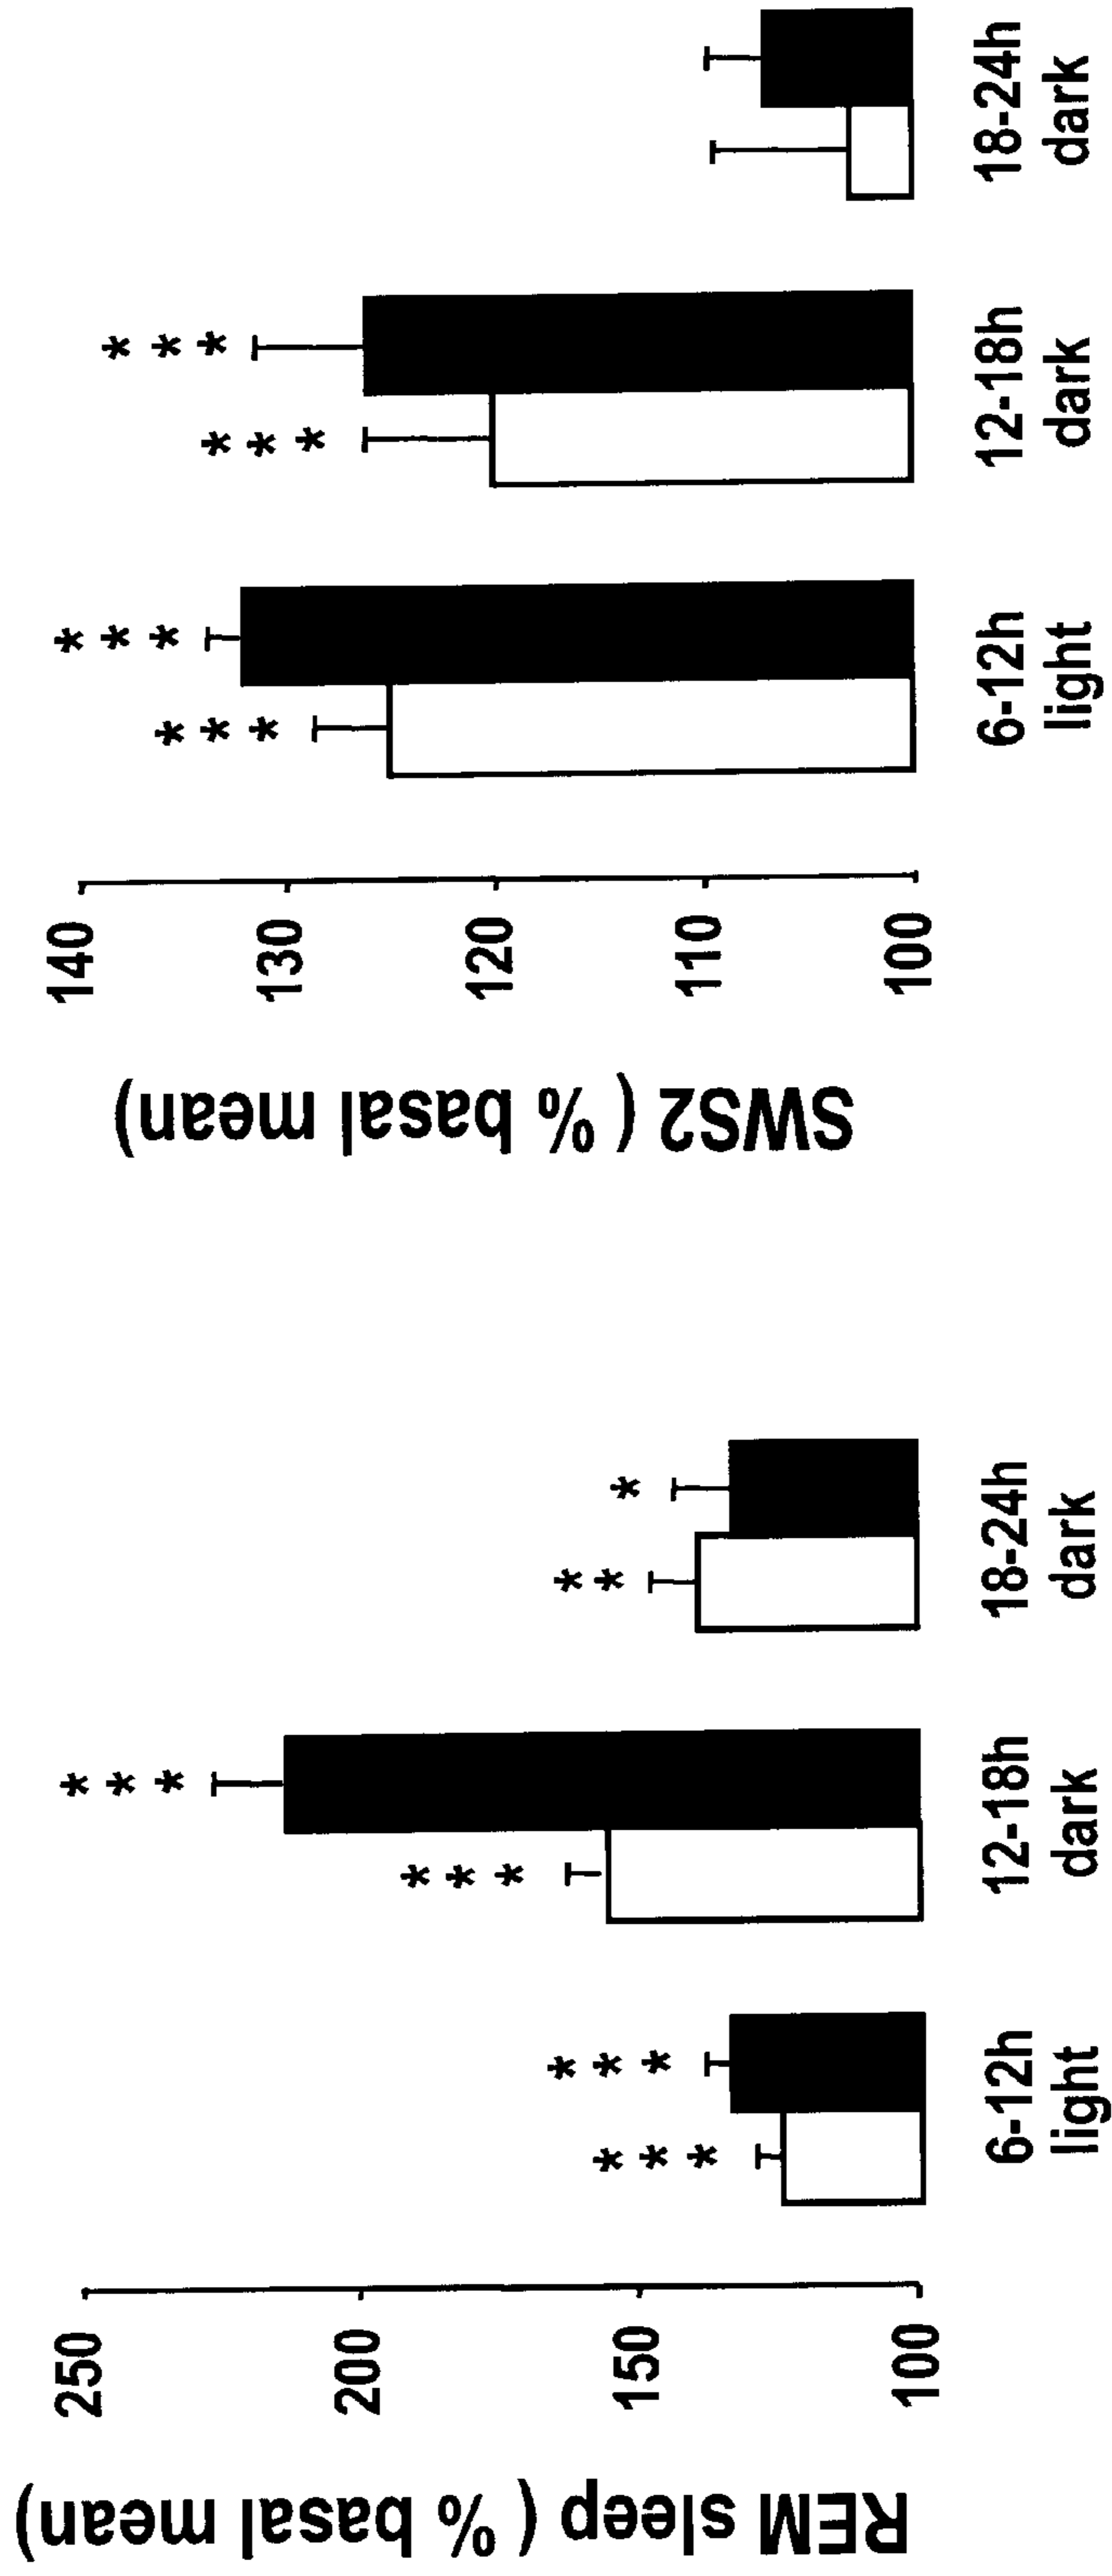 REM sleep ( % basal mean)
250
200
150
100
***
***
***
***
**
*
6-12h
light
12-18h
dark
18-24h
dark
SWS2 ( % basal mean)
140
130
120
110
100
***
***
***
***
6-12h
light
12-18h
dark
18-24h
dark